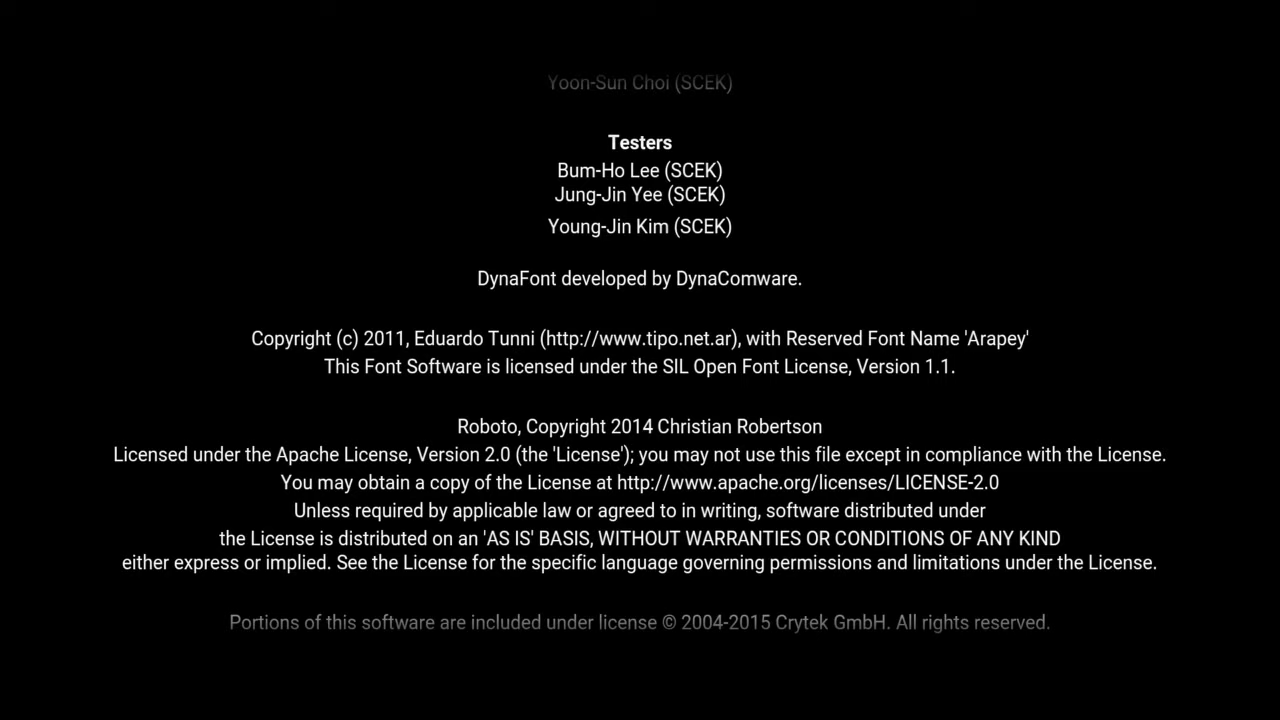 Yoon-Sun Choi (SCEK)
Testers
Bum-Ho Lee (SCEK)
Jung-Jin Yee (SCEK)
Young-Jin Kim (SCEK)
DynaFont developed by DynaComware.
Copyright (c) 2011, Eduardo Tunni (http://www.tipo.net.ar), with Reserved Font Name 'Arapey'
This Font Software is licensed under the SIL Open Font License, Version 1.1.
Roboto, Copyright 2014 Christian Robertson
Licensed under the Apache License, Version 2.0 (the 'License'); you may not use this file except in compliance with the License.
You may obtain a copy of the License at http://www.apache.org/licenses/LICENSE-2.0
Unless required by applicable law or agreed to in writing, software distributed under
the License is distributed on an 'AS IS' BASIS, WITHOUT WARRANTIES OR CONDITIONS OF ANY KIND
either express or implied. See the License for the specific language governing permissions and limitations under the License.
Portions of this software are included under license © 2004-2015 Crytek GmbH. All rights reserved.